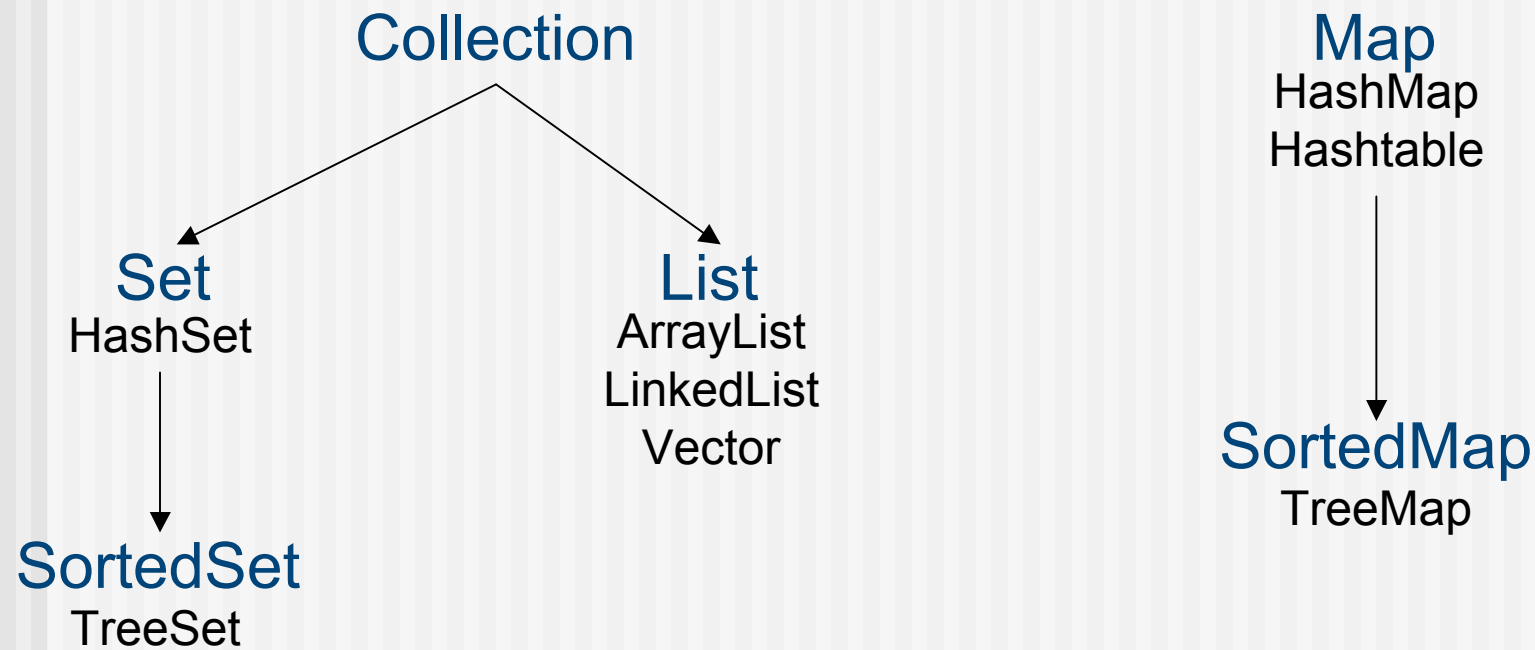 Collection
Set
HashSet
SortedSet
TreeSet
List
ArrayList
LinkedList
Vector
Map
HashMap
Hashtable
SortedMap
TreeMap